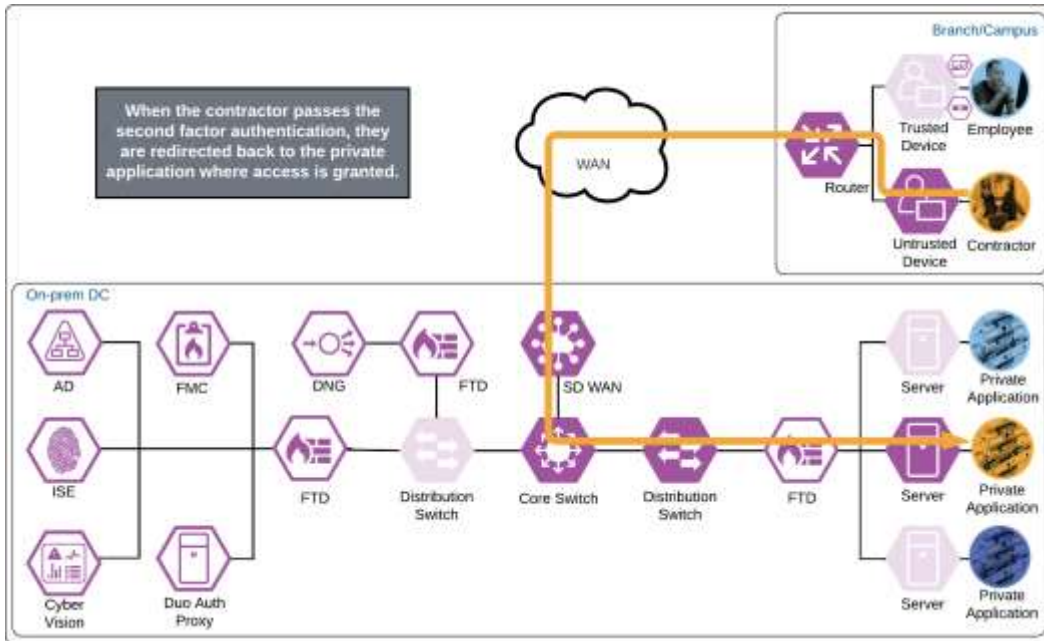 Branch/Campus
When the contractor passes the
second factor authentication, they
are redirected back to the private
application where access is granted.
WAN
Trusted
Device
Employee
Router
Untrusted
Device
Contractor
On-prem DC
AD
FMC
DNG
FTD
SD WAN
Server
Private
Application
ISE
FTD
Distribution
Switch
Core Switch
Distribution
Switch
FTD
Server
Private
Application
Cyber
Vision
Duo Auth
Proxy
Server
Private
Application